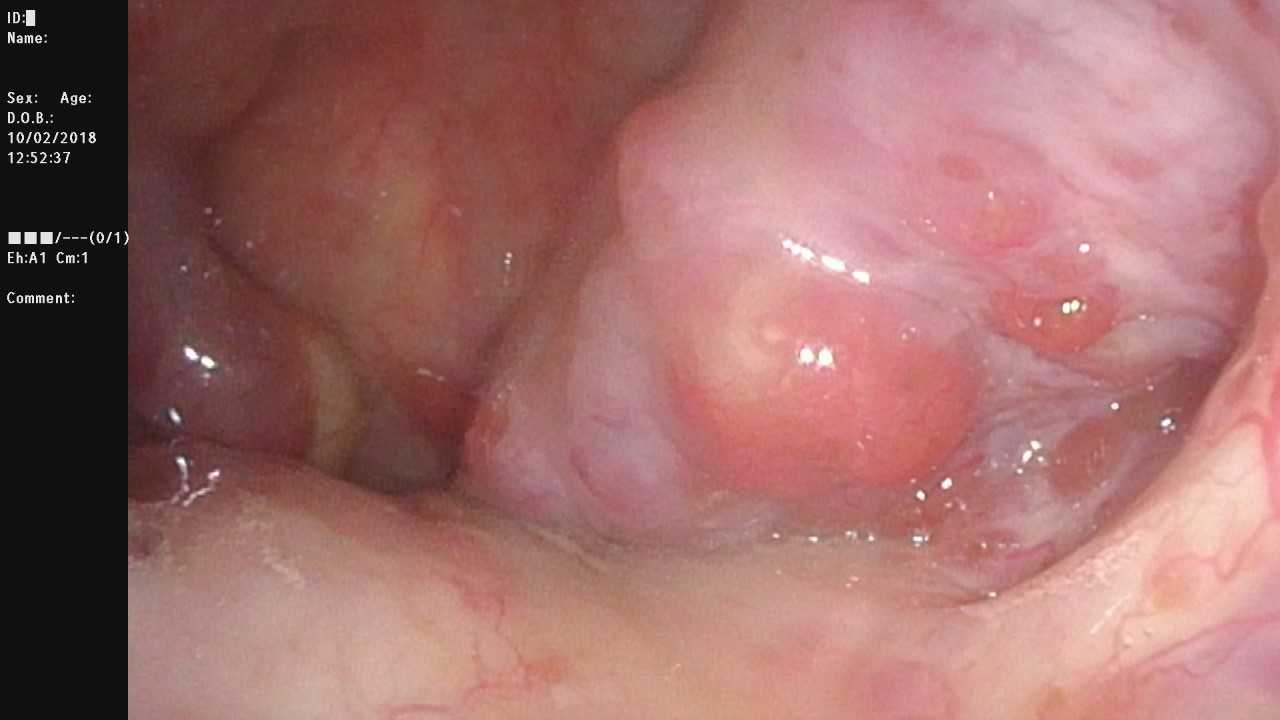 ID:█
Name:
Sex: Age:
D.O.B.:
10/02/2018
12:52:37
■■■/---(0/1)
Eh:A1 Cm:1
Comment: